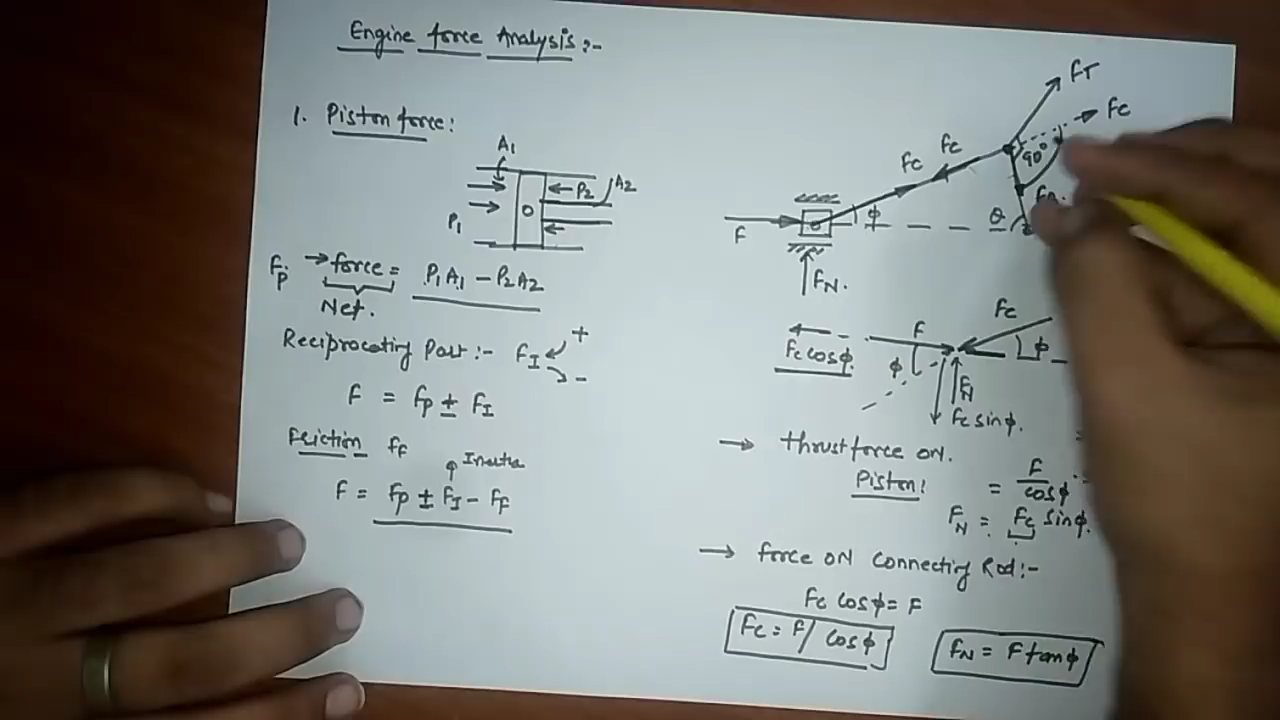 Engine force Analysis:-
1. Piston force:
A1
P1
P2
A2
Fp → force = P1A1 - P2A2
Net.
Reciprocating Part:- FI + -
F = Fp ± FI
Friction fF
Inertia
F = Fp ± FI - FF
FT
Fc
90°
Fc
Fc
ϕ
θ
F
FN.
Fc
F
ϕ
ϕ
Fc cosϕ
FN
Fc sinϕ.
→ thrust force on.
Piston:
= F/cosϕ
FN = Fc sinϕ.
→ force on Connecting Rod:-
Fc cosϕ = F
Fc = F/cosϕ
FN = F tanϕ